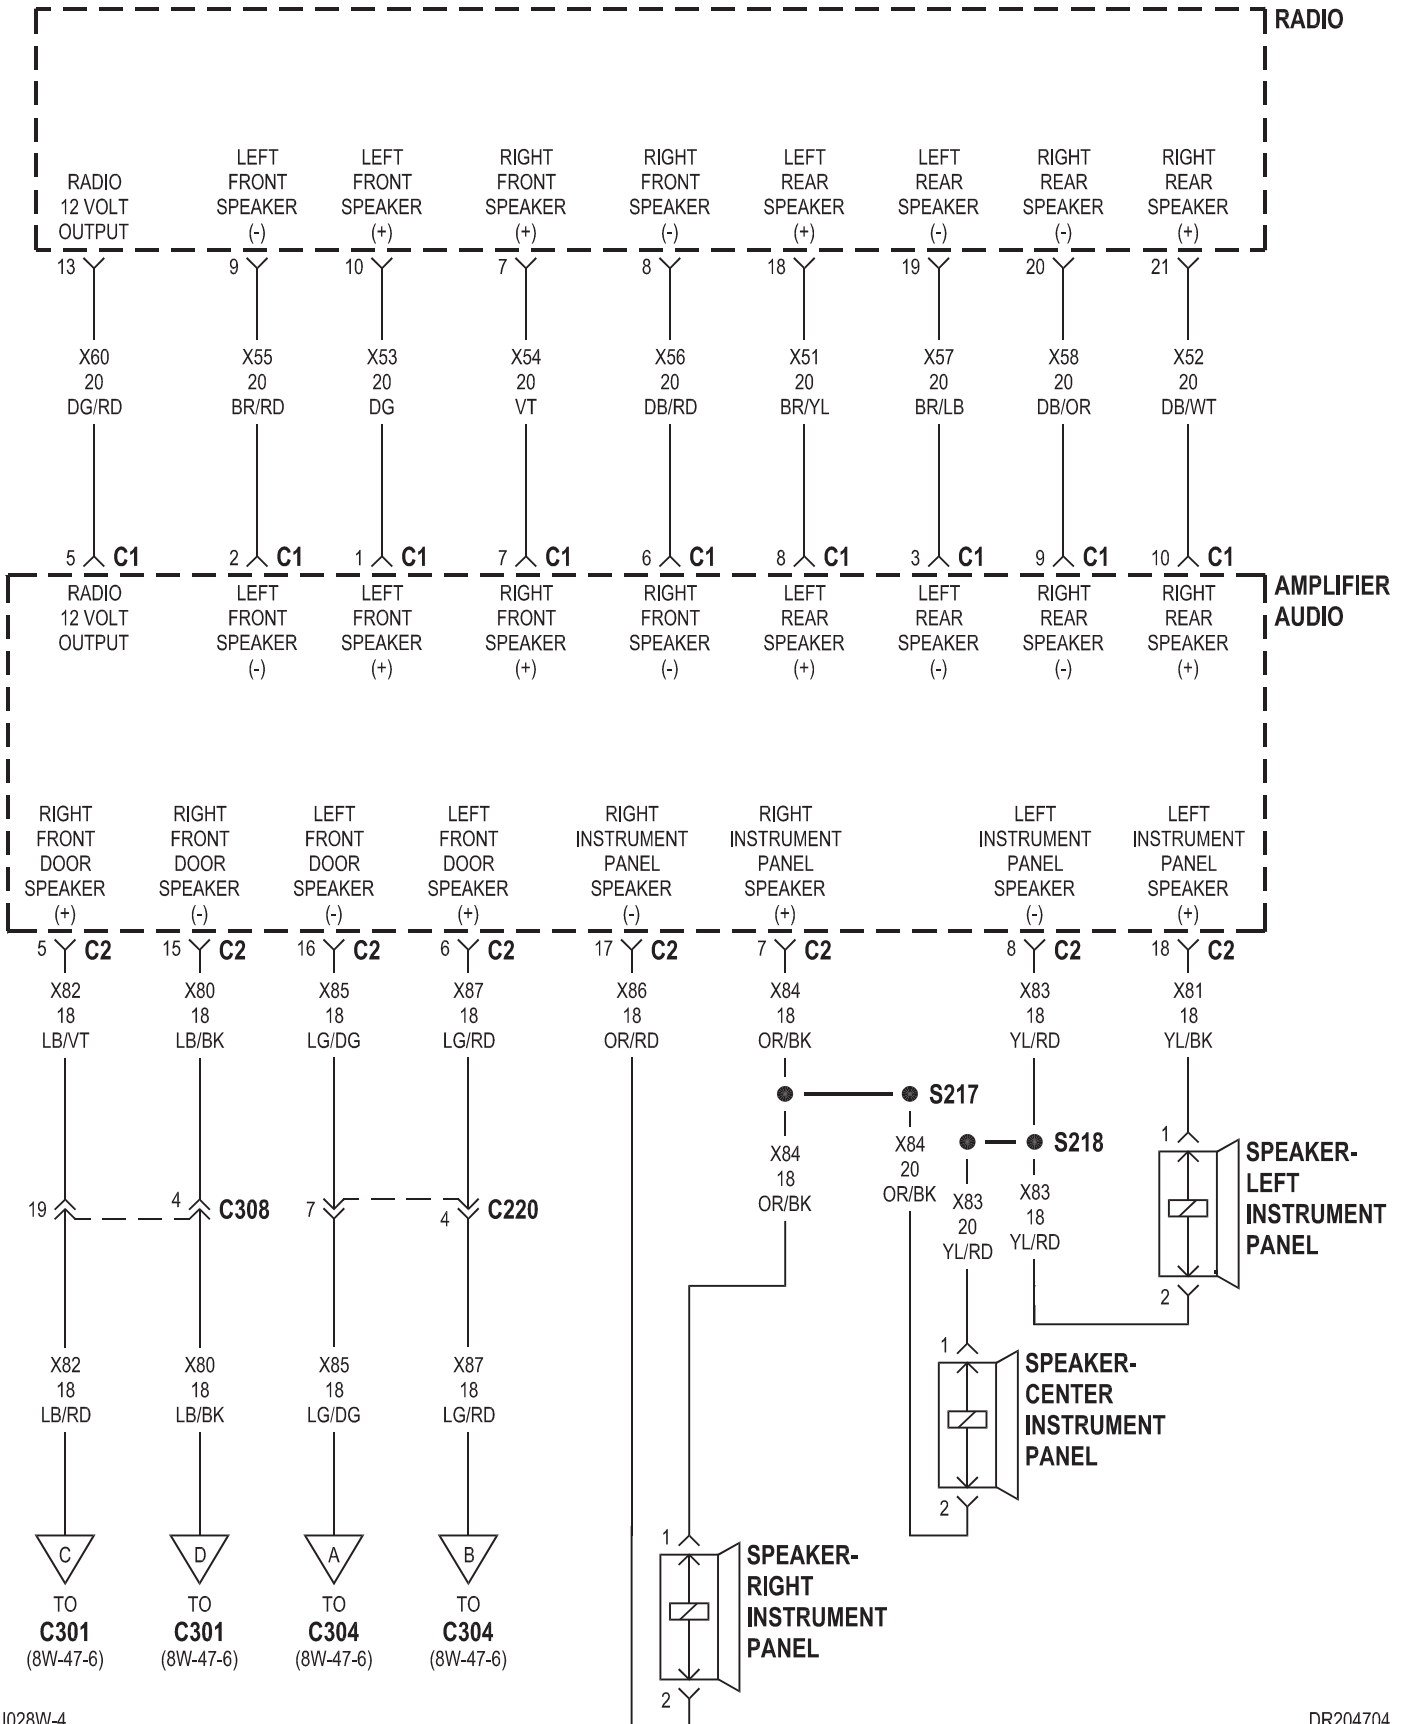 RADIO
RADIO
12 VOLT
OUTPUT
LEFT
FRONT
SPEAKER
(-)
LEFT
FRONT
SPEAKER
(+)
RIGHT
FRONT
SPEAKER
(+)
RIGHT
FRONT
SPEAKER
(-)
LEFT
REAR
SPEAKER
(+)
LEFT
REAR
SPEAKER
(-)
RIGHT
REAR
SPEAKER
(-)
RIGHT
REAR
SPEAKER
(+)
13 9 10 7 8 18 19 20 21
X60 X55 X53 X54 X56 X51 X57 X58 X52
20 20 20 20 20 20 20 20 20
DG/RD BR/RD DG VT DB/RD BR/YL BR/LB DB/OR DB/WT
5 C1 2 C1 1 C1 7 C1 6 C1 8 C1 3 C1 9 C1 10 C1
AMPLIFIER
AUDIO
RADIO
12 VOLT
OUTPUT
LEFT
FRONT
SPEAKER
(-)
LEFT
FRONT
SPEAKER
(+)
RIGHT
FRONT
SPEAKER
(+)
RIGHT
FRONT
SPEAKER
(-)
LEFT
REAR
SPEAKER
(+)
LEFT
REAR
SPEAKER
(-)
RIGHT
REAR
SPEAKER
(-)
RIGHT
REAR
SPEAKER
(+)
RIGHT
FRONT
DOOR
SPEAKER
(+)
RIGHT
FRONT
DOOR
SPEAKER
(-)
LEFT
FRONT
DOOR
SPEAKER
(-)
LEFT
FRONT
DOOR
SPEAKER
(+)
RIGHT
INSTRUMENT
PANEL
SPEAKER
(-)
RIGHT
INSTRUMENT
PANEL
SPEAKER
(+)
LEFT
INSTRUMENT
PANEL
SPEAKER
(-)
LEFT
INSTRUMENT
PANEL
SPEAKER
(+)
5 C2 15 C2 16 C2 6 C2 17 C2 7 C2 8 C2 18 C2
X82 X80 X85 X87 X86 X84 X83 X81
18 18 18 18 18 18 18 18
LB/VT LB/BK LG/DG LG/RD OR/RD OR/BK YL/RD YL/BK
S217
S218
X84
18
OR/BK
X84
20
OR/BK
X83
20
YL/RD
X83
18
YL/RD
1
2
SPEAKER-
LEFT
INSTRUMENT
PANEL
19 4 C308 7 4 C220
1
2
SPEAKER-
CENTER
INSTRUMENT
PANEL
X82 X80 X85 X87
18 18 18 18
LB/RD LB/BK LG/DG LG/RD
C D A B
TO TO TO TO
C301 C301 C304 C304
(8W-47-6) (8W-47-6) (8W-47-6) (8W-47-6)
1
2
SPEAKER-
RIGHT
INSTRUMENT
PANEL
J028W-4
DR204704